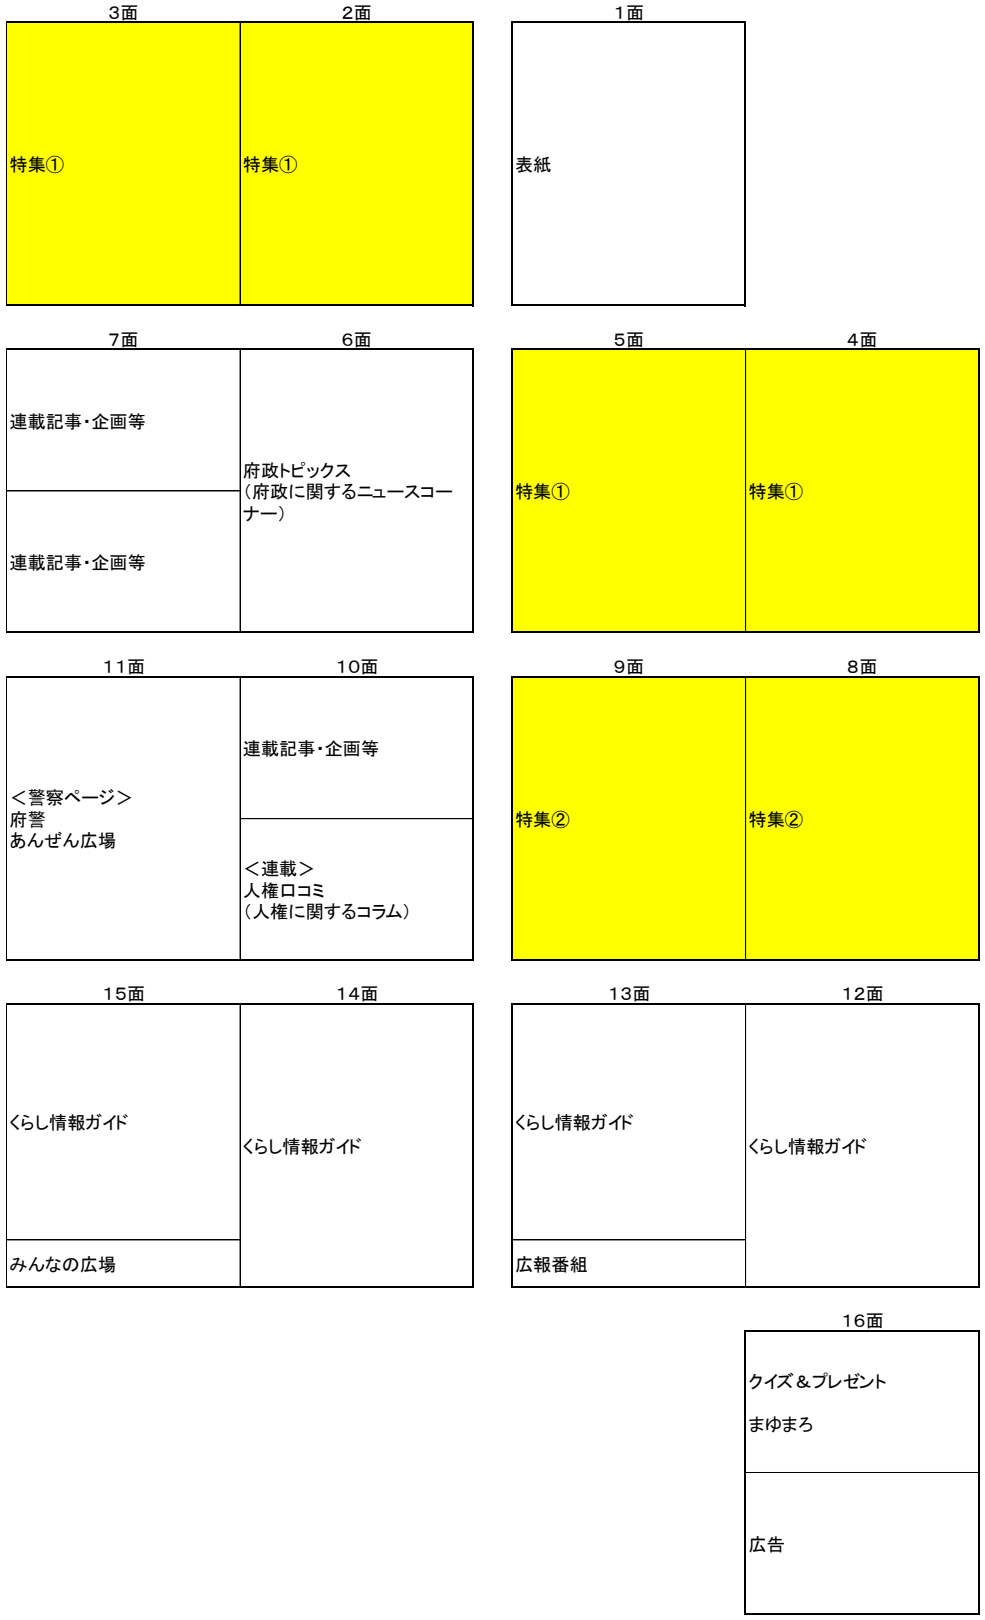 ３面
２面
１面
特集①
特集①
表紙
７面
６面
５面
４面
連載記事・企画等
連載記事・企画等
府政トピックス
（府政に関するニュースコー
ナー）
特集①
特集①
１１面
１０面
９面
８面
＜警察ページ＞
府警
あんぜん広場
連載記事・企画等
＜連載＞
人権口コミ
（人権に関するコラム）
特集②
特集②
１５面
１４面
１３面
１２面
くらし情報ガイド
みんなの広場
くらし情報ガイド
くらし情報ガイド
広報番組
くらし情報ガイド
１６面
クイズ＆プレゼント
まゆまろ
広告